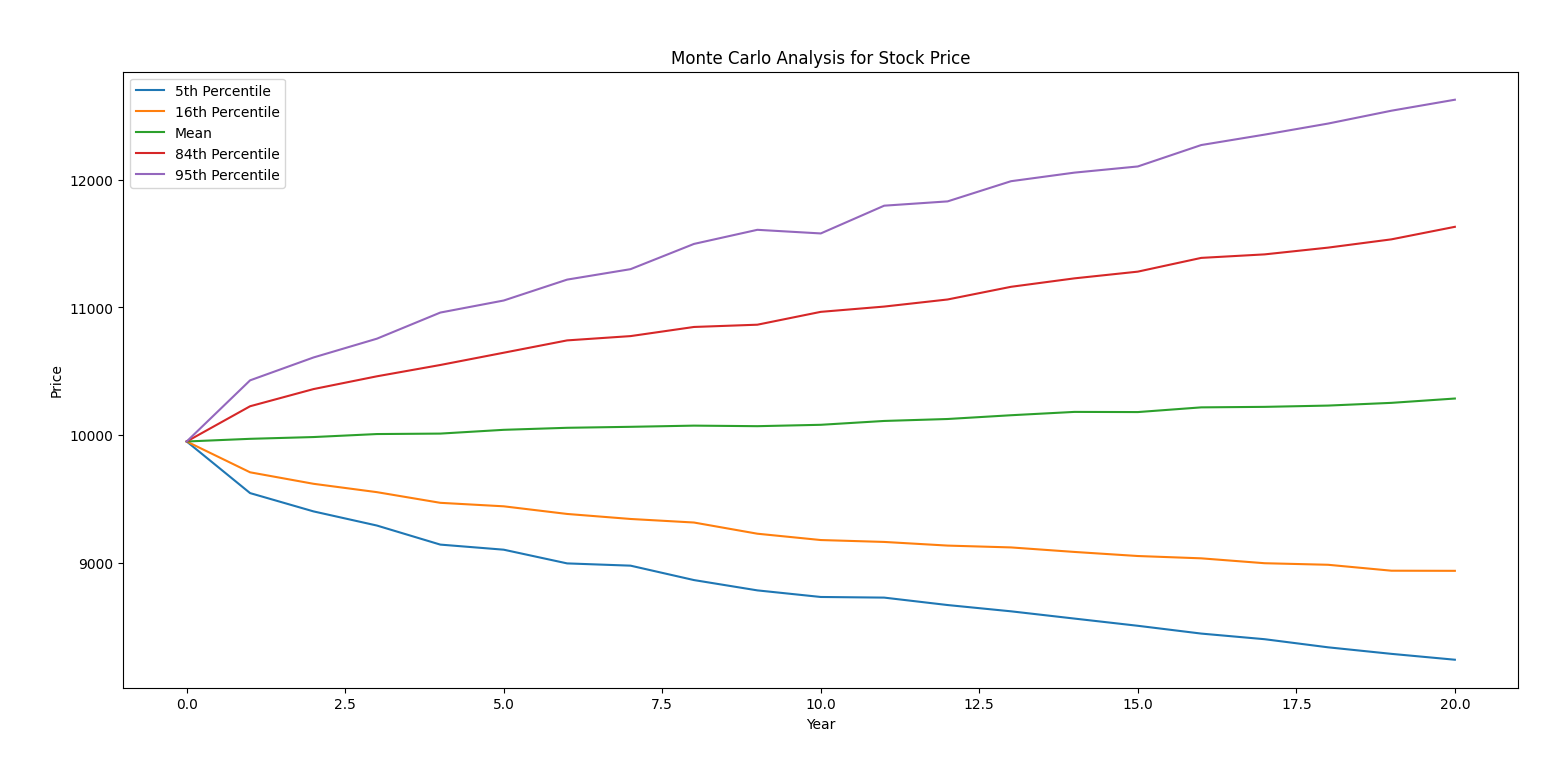 Monte Carlo Analysis for Stock Price
5th Percentile
16th Percentile
Mean
84th Percentile
95th Percentile
12000
11000
10000
9000
Price
0.0 2.5 5.0 7.5 10.0 12.5 15.0 17.5 20.0
Year